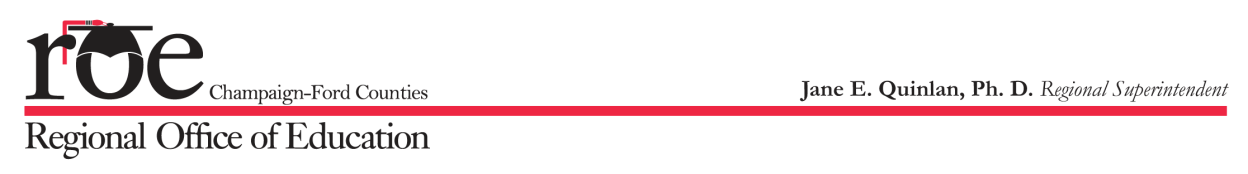 roe
Champaign-Ford Counties
Jane E. Quinlan, Ph. D. Regional Superintendent
Regional Office of Education